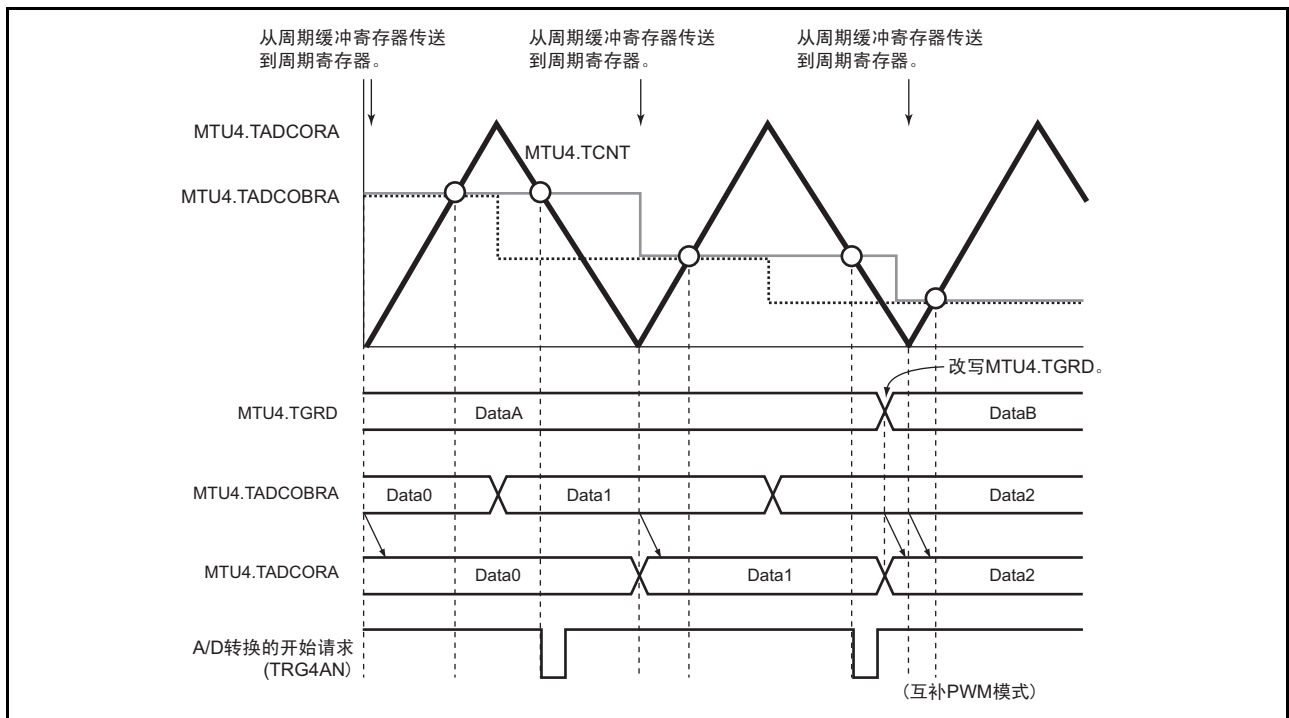 从周期缓冲寄存器传送
到周期寄存器。
从周期缓冲寄存器传送
到周期寄存器。
从周期缓冲寄存器传送
到周期寄存器。
MTU4.TADCORA
MTU4.TCNT
MTU4.TADCOBRA
改写MTU4.TGRD。
MTU4.TGRD
DataA
DataB
MTU4.TADCOBRA
Data0
Data1
Data2
MTU4.TADCORA
Data0
Data1
Data2
A/D转换的开始请求
(TRG4AN)
(互补PWM模式)